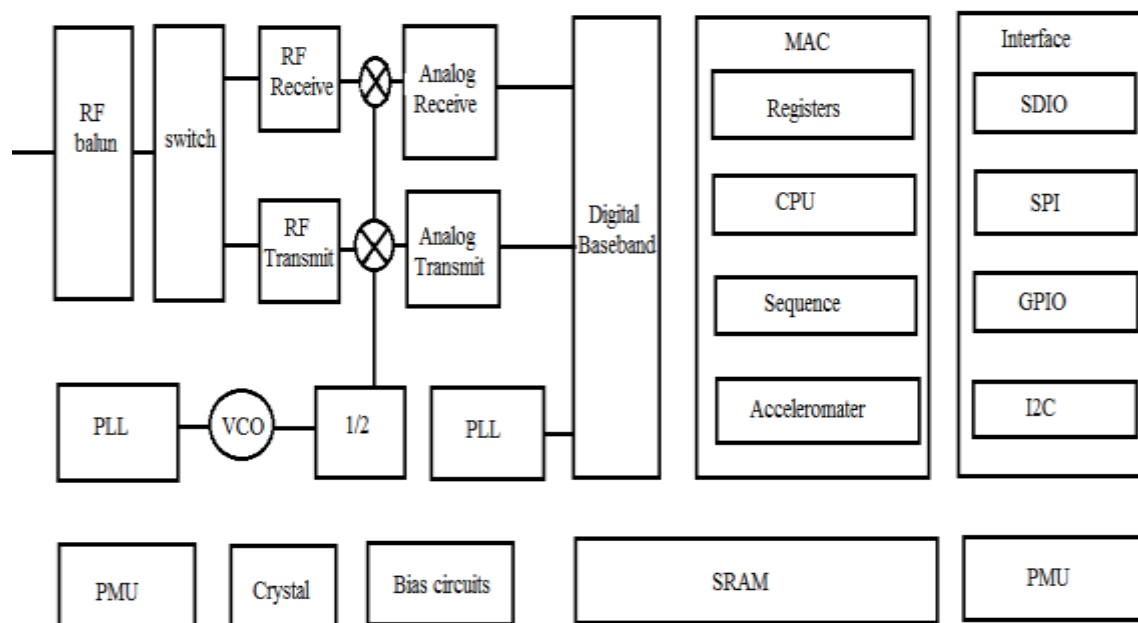 RF
balun
switch
RF
Receive
Analog
Receive
RF
Transmit
Analog
Transmit
Digital
Baseband
PLL
VCO
1/2
PLL
MAC
Registers
CPU
Sequence
Acceleromater
Interface
SDIO
SPI
GPIO
I2C
PMU
Crystal
Bias circuits
SRAM
PMU